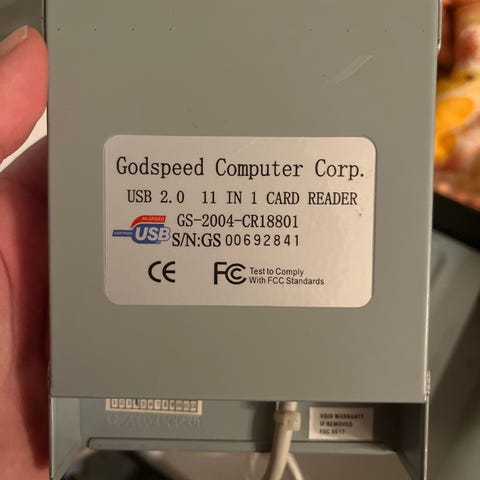 Godspeed Computer Corp.
USB 2.0 11 IN 1 CARD READER
GS-2004-CR18801
HI-SPEED
CERTIFIED USB
S/N:GS 00692841
CE FC Test to Comply
With FCC Standards
VOID WARRANTY
IF REMOVED